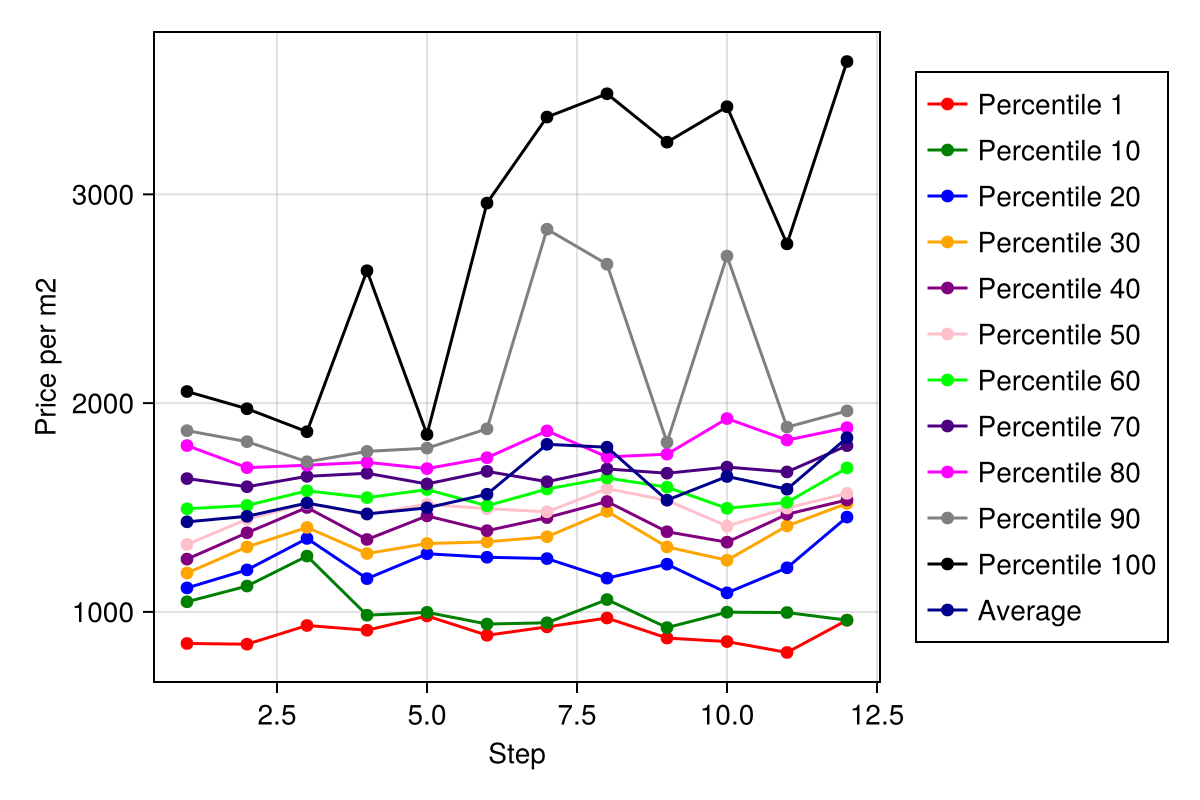 3000
2000
1000
Price per m2
2.5 5.0 7.5 10.0 12.5
Step
Percentile 1
Percentile 10
Percentile 20
Percentile 30
Percentile 40
Percentile 50
Percentile 60
Percentile 70
Percentile 80
Percentile 90
Percentile 100
Average